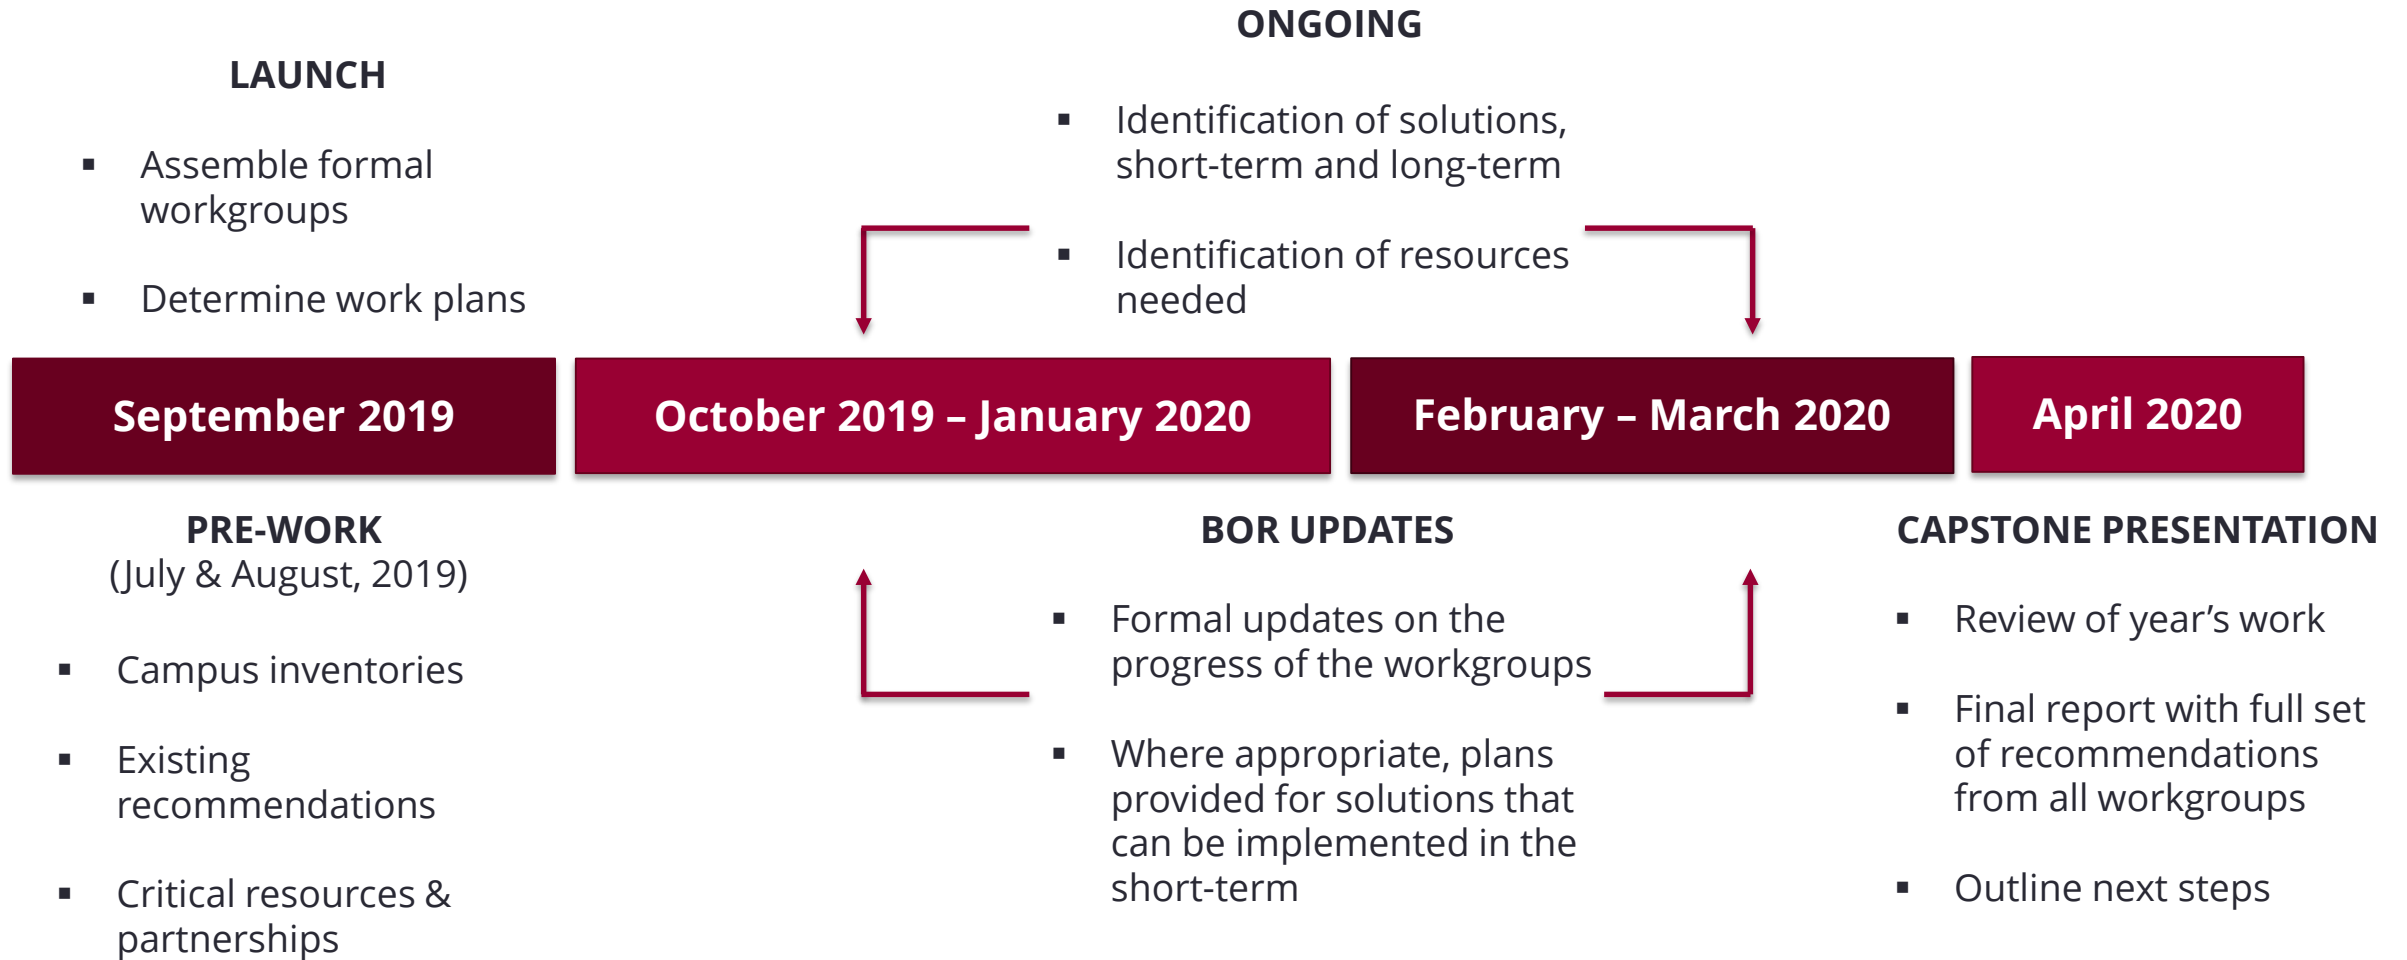 LAUNCH
▪ Assemble formal
workgroups
▪ Determine work plans
ONGOING
▪ Identification of solutions,
short-term and long-term
▪ Identification of resources
needed
September 2019
October 2019 – January 2020
February – March 2020
April 2020
PRE-WORK
(July & August, 2019)
▪ Campus inventories
▪ Existing
recommendations
▪ Critical resources &
partnerships
BOR UPDATES
▪ Formal updates on the
progress of the workgroups
▪ Where appropriate, plans
provided for solutions that
can be implemented in the
short-term
CAPSTONE PRESENTATION
▪ Review of year’s work
▪ Final report with full set
of recommendations
from all workgroups
▪ Outline next steps